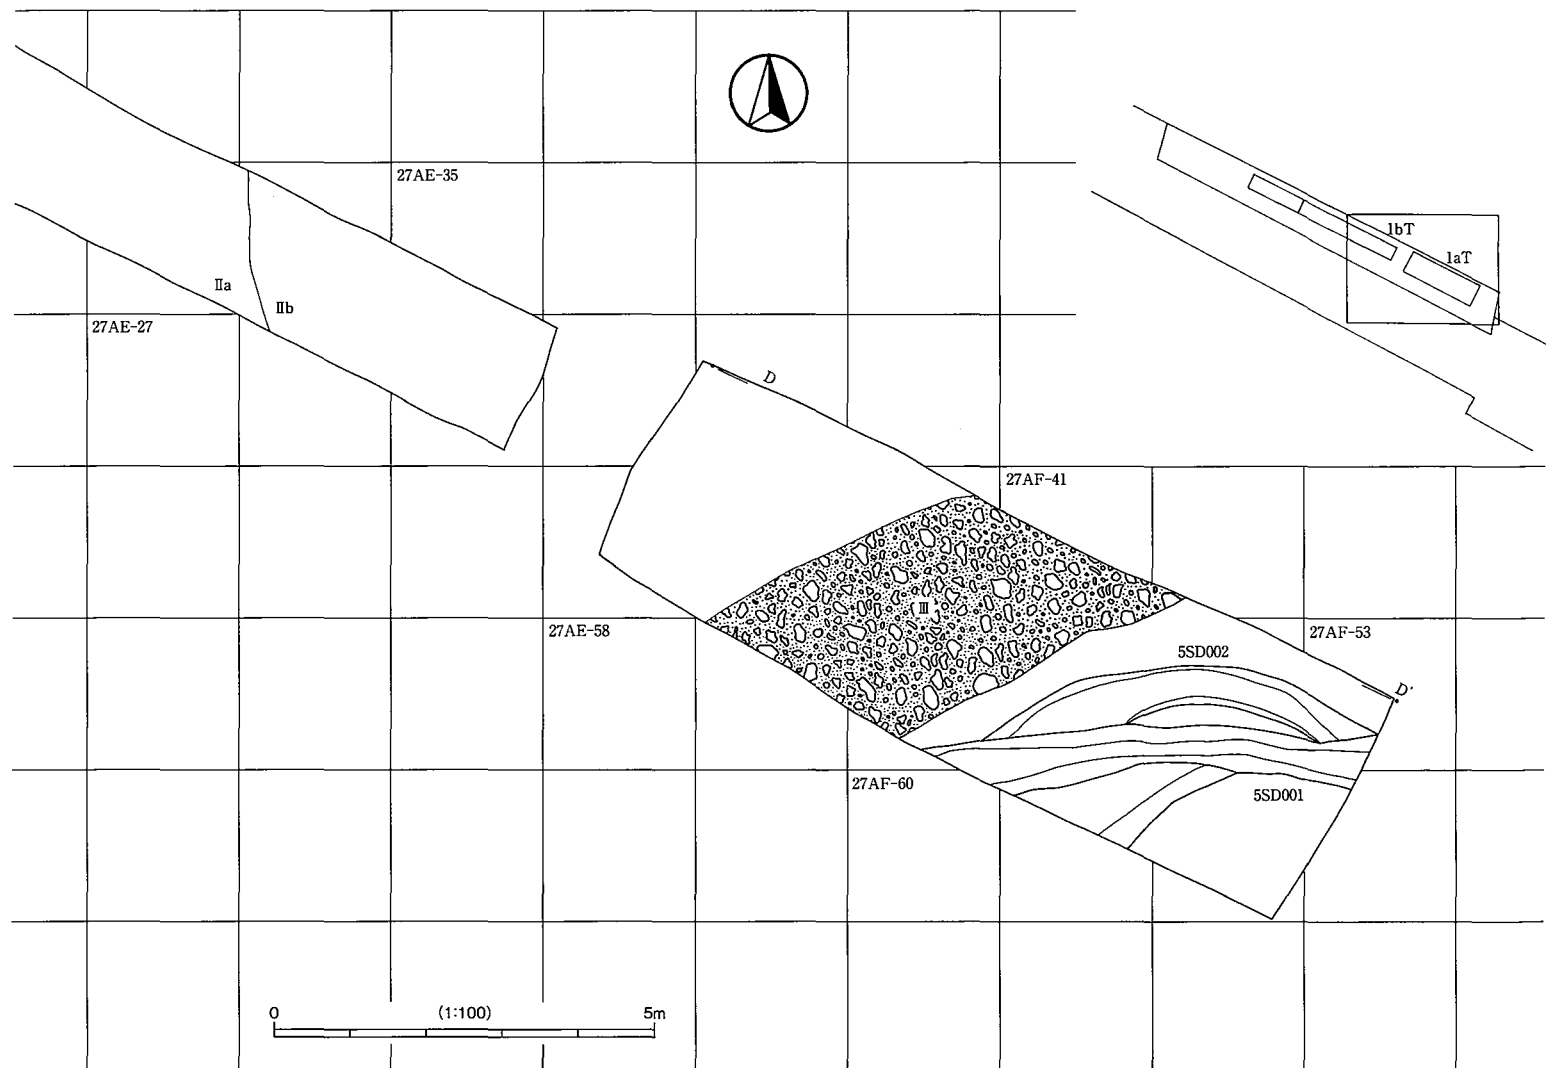 27AE-35
1bT
1aT
Ⅱa
Ⅱb
27AE-27
D
27AF-41
Ⅲ
27AE-58
27AF-53
5SD002
D'
27AF-60
5SD001
0 (1:100) 5m